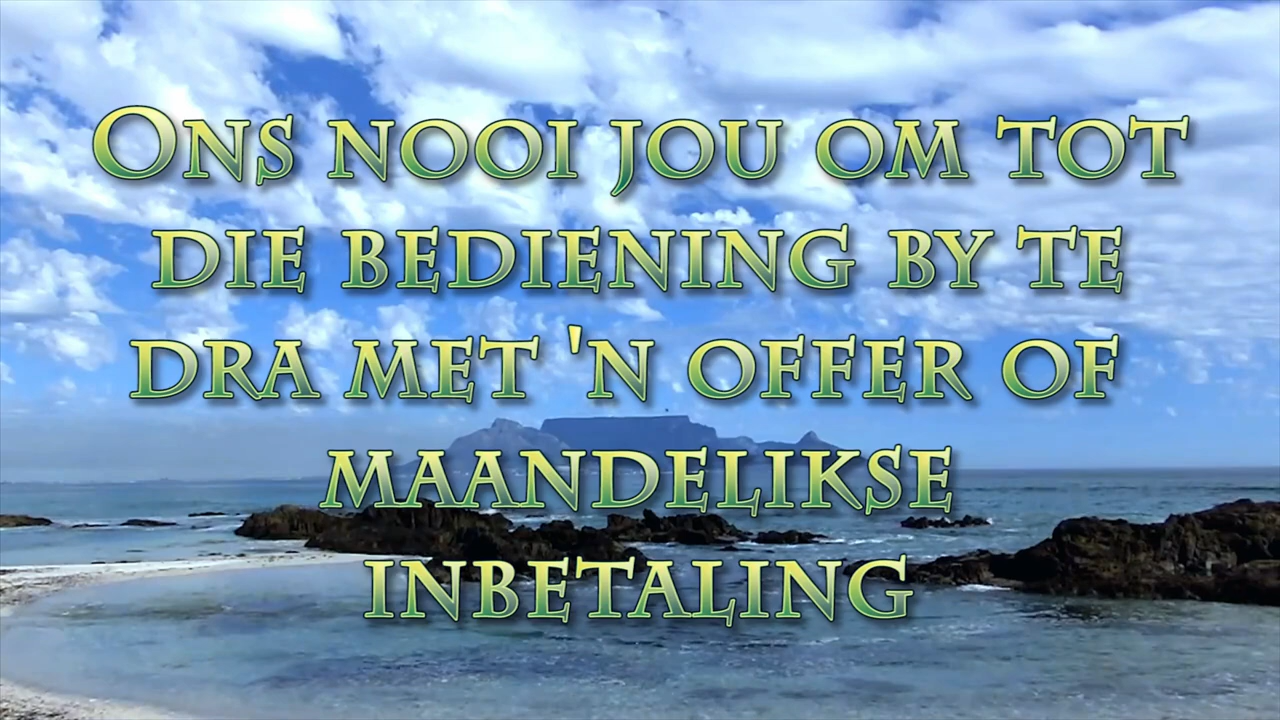 Ons nooi jou om tot
die bediening by te
dra met 'n offer of
maandelikse
inbetaling